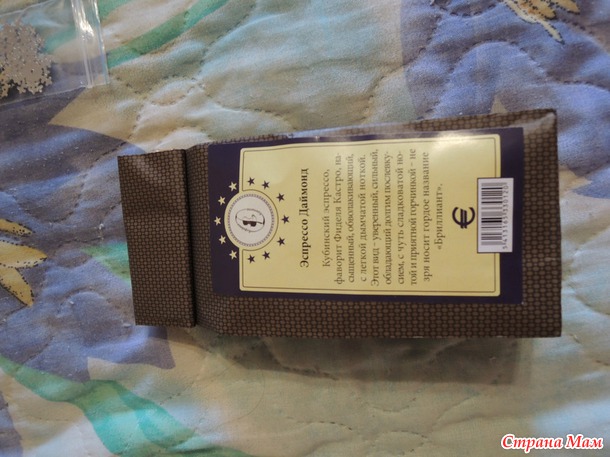 Эспрессо Даймонд
Кубинский эспрессо,
фаворит Фиделя Кастро, на-
сыщенный, обволакивающий,
с легкой дымчатой ноткой.
Этот вид – уверенный, сильный,
обладающий долгим послевку-
сием, с чуть сладковатой но-
той и приятной горчинкой – не
зря носит гордое название
«Бриллиант».
€
Страна Мам